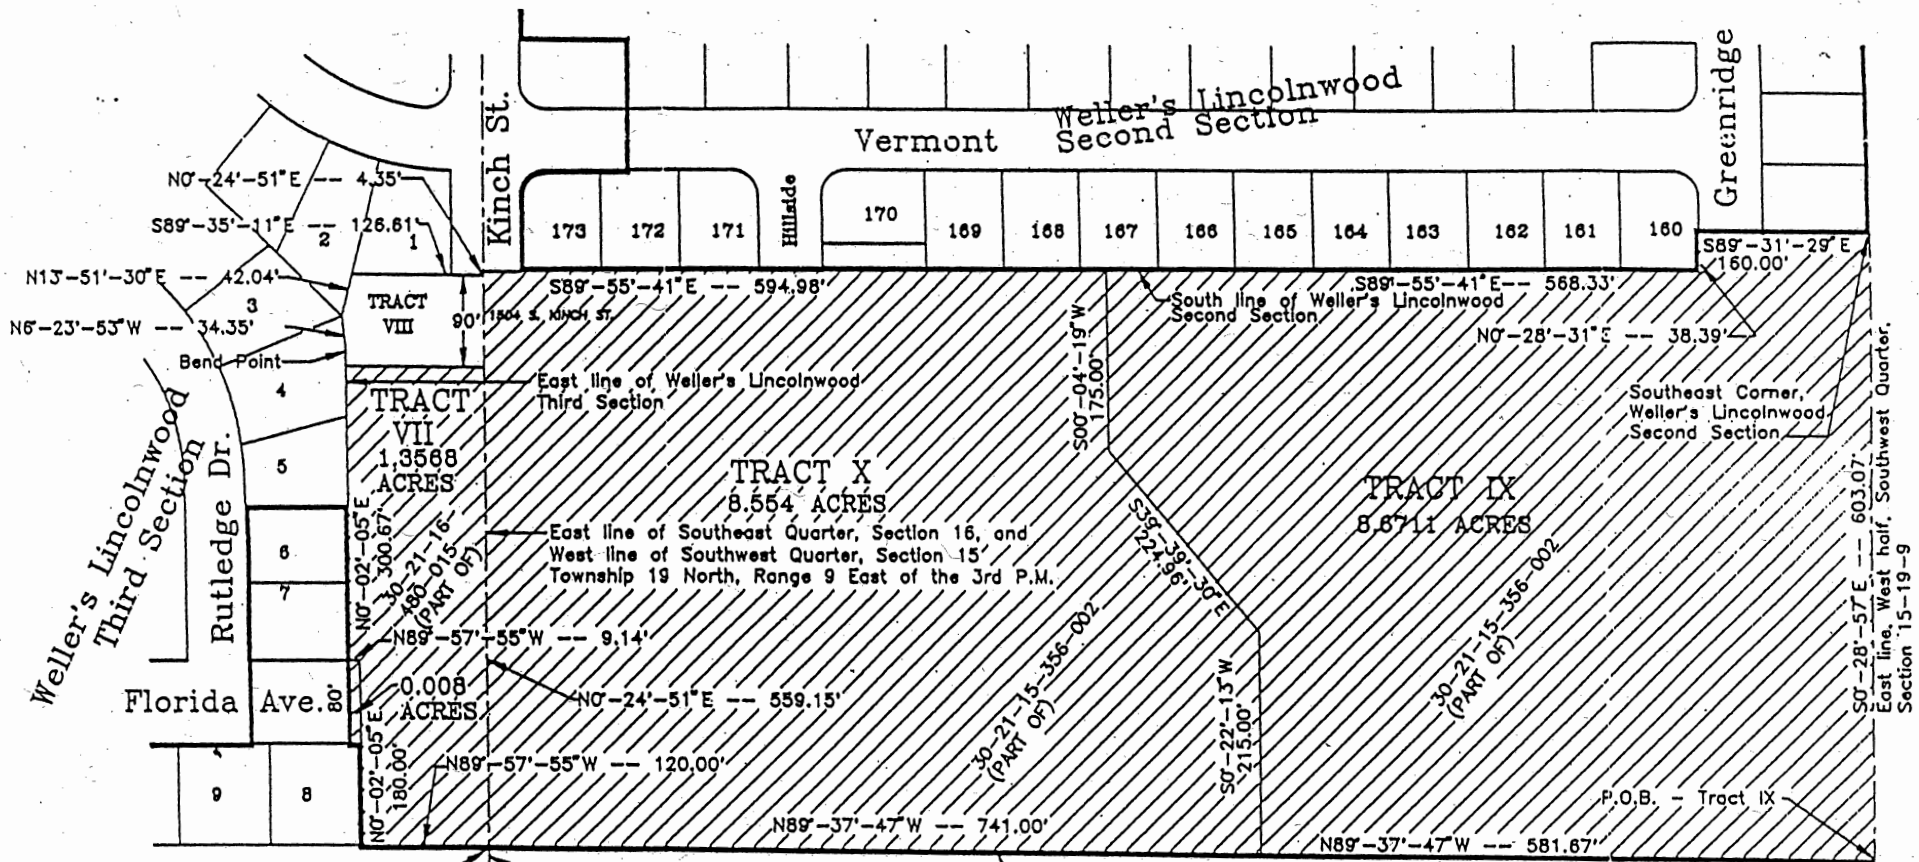 Weller's Lincolnwood
Second Section
Vermont
Kinch St.
Greenridge
Hillside
N0°-24'-51"E -- 4.35'
S89°-35'-11"E -- 126.61'
2
1
N13°-51'-30"E -- 42.04'
3
N6°-23'-53"W -- 34.35'
Bend Point
4
5
6
7
9
8
173
172
171
170
169
168
167
166
165
164
163
162
161
160
S89°-31'-29"E
160.00'
TRACT
VIII
90'
1504 S. KINCH ST.
S89°-55'-41"E -- 594.98'
South line of Weller's Lincolnwood
Second Section
S89°-55'-41"E-- 568.33'
N0°-28'-31"E -- 38.39'
S00°-04'-19"W
175.00'
East line of Weller's Lincolnwood
Third Section
Southeast Corner,
Weller's Lincolnwood
Second Section
TRACT
VII
1.3568
ACRES
TRACT X
8.554 ACRES
TRACT IX
8.6711 ACRES
Weller's Lincolnwood
Third Section
Rutledge Dr.
N0°-02'-05"E
300.67'
30-21-16-
480-015
(PART OF)
East line of Southeast Quarter, Section 16, and
West line of Southwest Quarter, Section 15
Township 19 North, Range 9 East of the 3rd P.M.
S39°-39'-30"E
224.96'
30-21-15-356-002
(PART OF)
30-21-15-356-002
(PART OF)
S0°-28'-57"E -- 603.07'
East line, West half, Southwest Quarter,
Section 15-19-9
N89°-57'-55"W -- 9.14'
Florida Ave.
80'
0.008
ACRES
N0°-24'-51"E -- 559.15'
N0°-02'-05"E
180.00'
S0°-22'-13"W
215.00'
N89°-57'-55"W -- 120.00'
N89°-37'-47"W -- 741.00'
P.O.B. - Tract IX
N89°-37'-47"W -- 581.67'